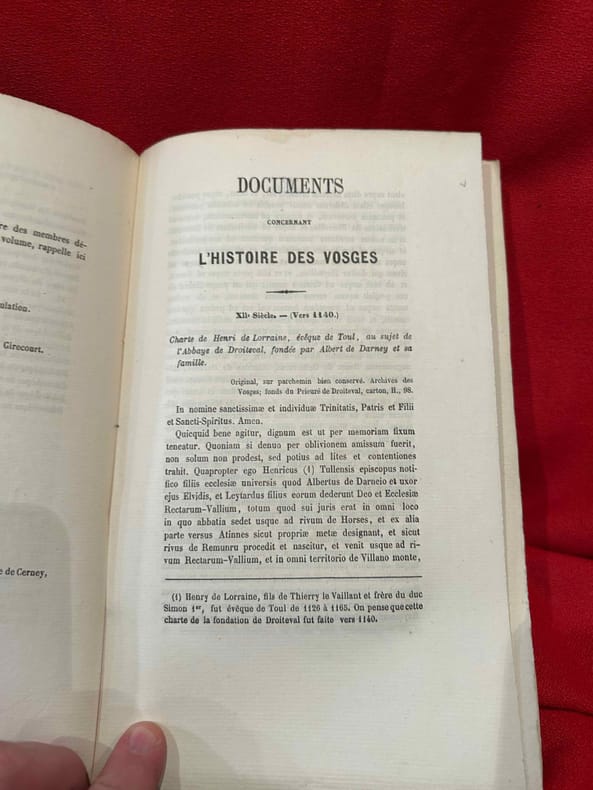 re des membres dé-
volume, rappelle ici
ulation.
Girecourt.
e de Cerney,
DOCUMENTS
CONCERNANT
L'HISTOIRE DES VOSGES
XIIe Siècle. — (Vers 1140.)
Charte de Henri de Lorraine, évêque de Toul, au sujet de
l'Abbaye de Droiteval, fondée par Albert de Darney et sa
famille.
Original, sur parchemin bien conservé. Archives des
Vosges; fonds du Prieuré de Droiteval, carton, H., 98.
In nomine sanctissimæ et individuæ Trinitatis, Patris et Filii
et Sancti-Spiritus. Amen.
Quicquid bene agitur, dignum est ut per memoriam fixum
teneatur. Quoniam si denuo per oblivionem amissum fuerit,
non solum non prodest, sed potius ad lites et contentiones
trahit. Quapropter ego Henricus (1) Tullensis episcopus noti-
fico filiis ecclesiæ universis quod Albertus de Darneio et uxor
ejus Elvidis, et Leytardus filius eorum dederunt Deo et Ecclesiæ
Rectarum-Vallium, totum quod sui juris erat in omni loco
in quo abbatia sedet usque ad rivum de Horses, et ex alia
parte versus Atinnes sicut propriæ metæ designant, et sicut
rivus de Remunru procedit et nascitur, et venit usque ad ri-
vum Rectarum-Vallium, et in omni territorio de Villano monte,
(1) Henry de Lorraine, fils de Thierry le Vaillant et frère du duc
Simon 1er, fut évêque de Toul de 1126 à 1165. On pense que cette
charte de la fondation de Droiteval fut faite vers 1140.